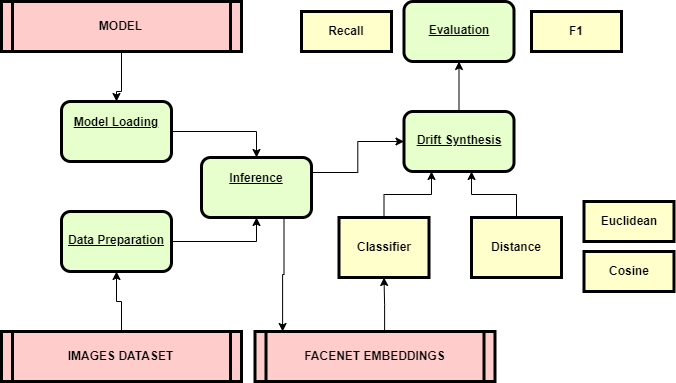 MODEL
Recall
Evaluation
F1
Model Loading
Drift Synthesis
Inference
Data Preparation
Classifier
Distance
Euclidean
Cosine
IMAGES DATASET
FACENET EMBEDDINGS